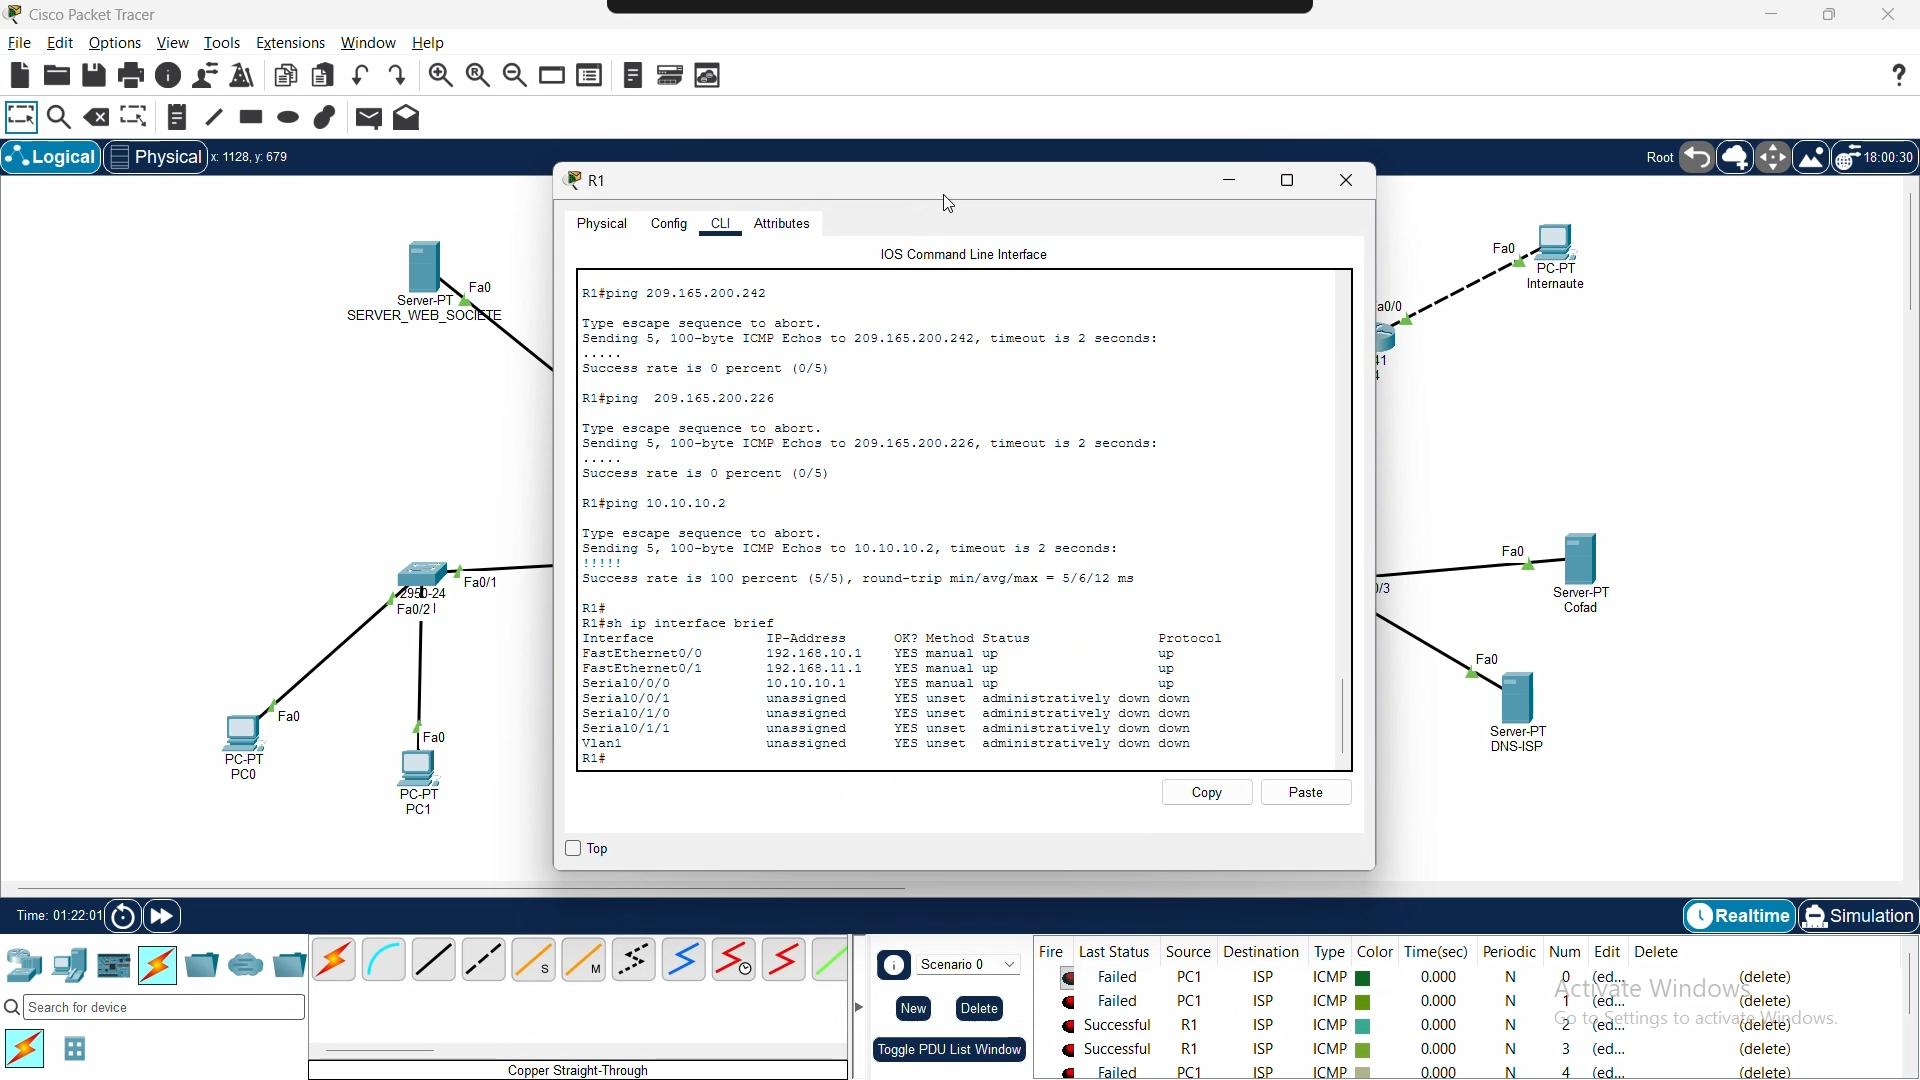 Cisco Packet Tracer
File Edit Options View Tools Extensions Window Help
Logical Physical x: 1128, y: 679 Root 18:00:30
R1
Physical Config CLI Attributes
IOS Command Line Interface
R1#ping 209.165.200.242
Type escape sequence to abort.
Sending 5, 100-byte ICMP Echos to 209.165.200.242, timeout is 2 seconds:
.....
Success rate is 0 percent (0/5)
R1#ping  209.165.200.226
Type escape sequence to abort.
Sending 5, 100-byte ICMP Echos to 209.165.200.226, timeout is 2 seconds:
.....
Success rate is 0 percent (0/5)
R1#ping 10.10.10.2
Type escape sequence to abort.
Sending 5, 100-byte ICMP Echos to 10.10.10.2, timeout is 2 seconds:
!!!!!
Success rate is 100 percent (5/5), round-trip min/avg/max = 5/6/12 ms
R1#
R1#sh ip interface brief
Interface IP-Address OK? Method Status Protocol
FastEthernet0/0 192.168.10.1 YES manual up up
FastEthernet0/1 192.168.11.1 YES manual up up
Serial0/0/0 10.10.10.1 YES manual up up
Serial0/0/1 unassigned YES unset administratively down down
Serial0/1/0 unassigned YES unset administratively down down
Serial0/1/1 unassigned YES unset administratively down down
Vlan1 unassigned YES unset administratively down down
R1#
Copy Paste
Top
Fa0
Server-PT
SERVER_WEB_SOCIETE
Fa0/1
2950-24
Fa0/2
Fa0
PC-PT
PC0
Fa0
PC-PT
PC1
Fa0
PC-PT
Internaute
a0/0
41
4
Fa0
Server-PT
Cofad
0/3
Fa0
Server-PT
DNS-ISP
Time: 01:22:01 Realtime Simulation
Search for device
Copper Straight-Through
Scenario 0
New Delete
Toggle PDU List Window
Fire Last Status Source Destination Type Color Time(sec) Periodic Num Edit Delete
Failed PC1 ISP ICMP 0.000 N 0 (ed... (delete)
Failed PC1 ISP ICMP 0.000 N 1 (ed... (delete)
Successful R1 ISP ICMP 0.000 N 2 (ed... (delete)
Successful R1 ISP ICMP 0.000 N 3 (ed... (delete)
Failed PC1 ISP ICMP 0.000 N 4 (ed... (delete)
Activate Windows
Go to Settings to activate Windows.